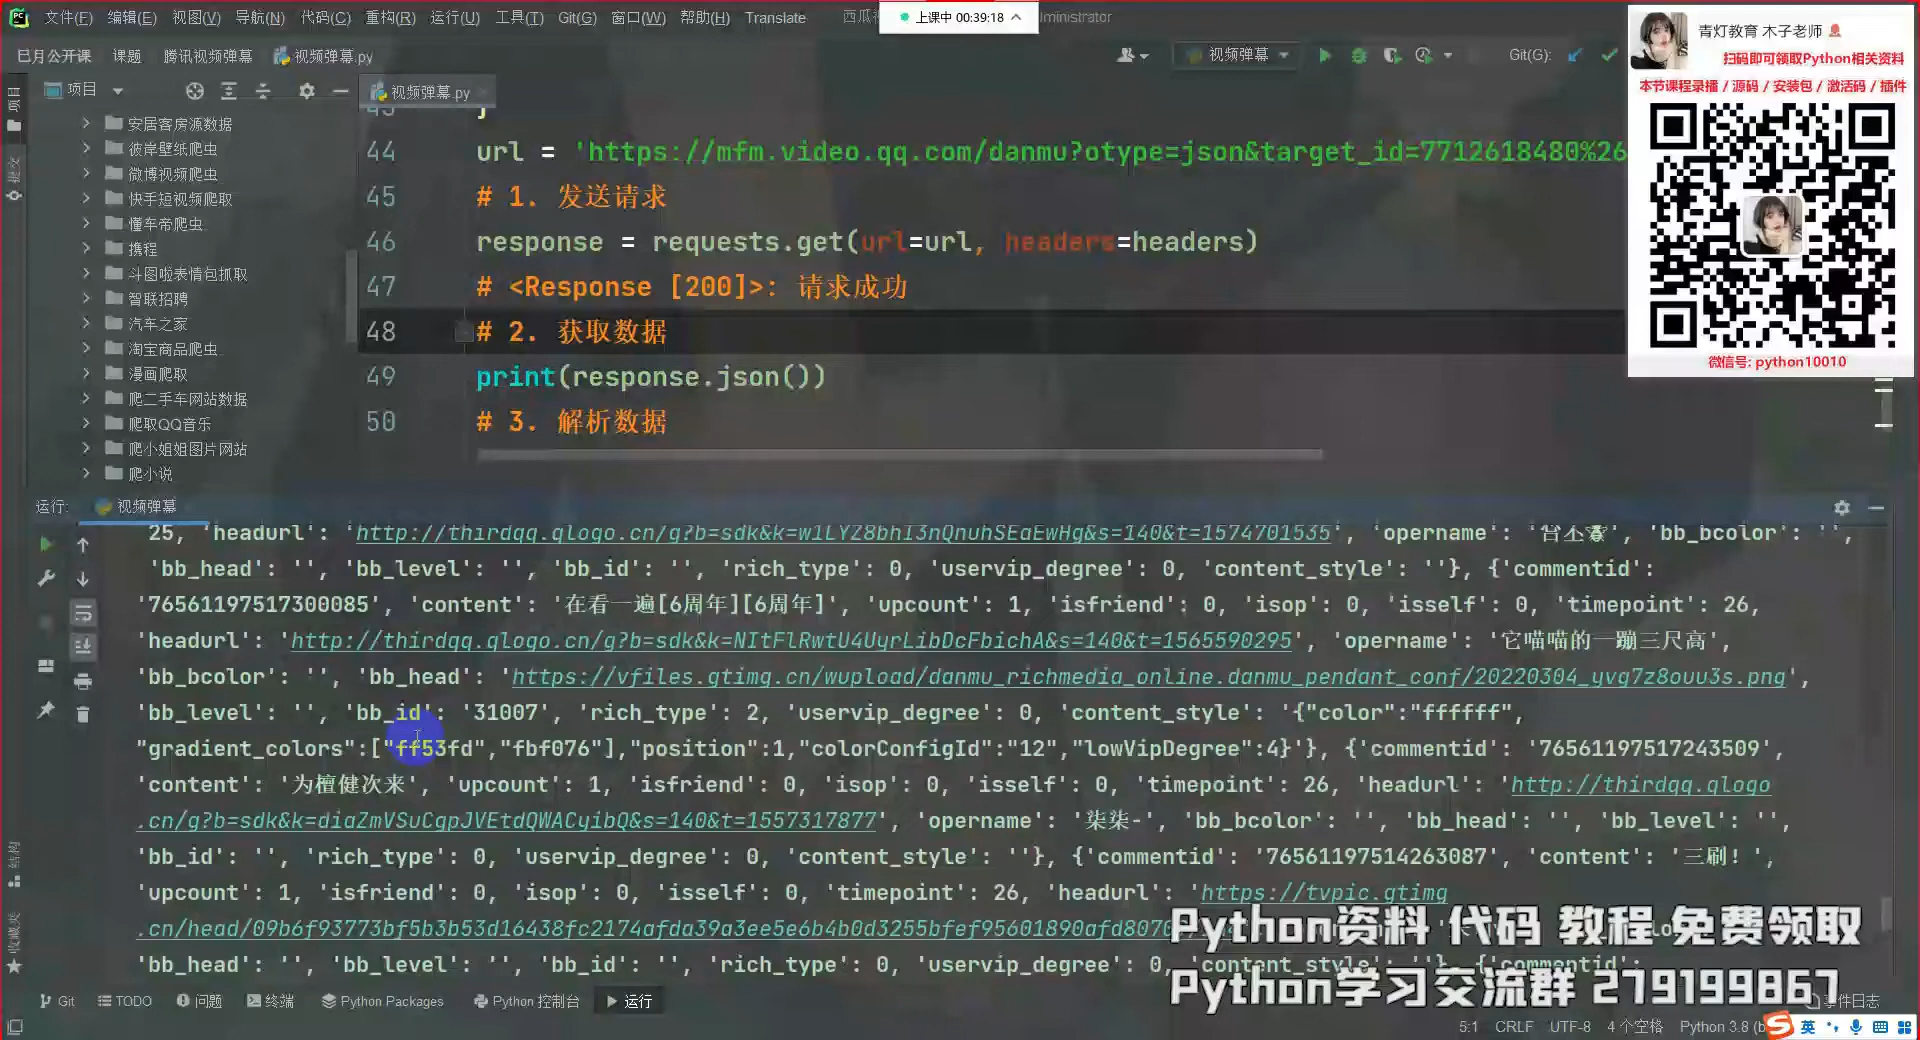 文件(F) 编辑(E) 视图(V) 导航(N) 代码(C) 重构(R) 运行(U) 工具(T) Git(G) 窗口(W) 帮助(H) Translate
上课中 00:39:18
巳月公开课 课题 腾讯视频弹幕 视频弹幕.py
视频弹幕 Git(G):
青灯教育 木子老师
扫码即可领取Python相关资料
本节课程录播 / 源码 / 安装包 / 激活码 / 插件
微信号: python10010
项目
视频弹幕.py
安居客房源数据
彼岸壁纸爬虫
微博视频爬虫
快手短视频爬取
懂车帝爬虫
携程
斗图啦表情包抓取
智联招聘
汽车之家
淘宝商品爬虫
漫画爬取
爬二手车网站数据
爬取QQ音乐
爬小姐姐图片网站
爬小说
44 url = 'https://mfm.video.qq.com/danmu?otype=json&target_id=7712618480%26
45 # 1. 发送请求
46 response = requests.get(url=url, headers=headers)
47 # <Response [200]>: 请求成功
48 # 2. 获取数据
49 print(response.json())
50 # 3. 解析数据
运行: 视频弹幕
'bb_head': '', 'bb_level': '', 'bb_id': '', 'rich_type': 0, 'uservip_degree': 0, 'content_style': ''}, {'commentid':
'76561197517300085', 'content': '在看一遍[6周年][6周年]', 'upcount': 1, 'isfriend': 0, 'isop': 0, 'isself': 0, 'timepoint': 26,
'headurl': 'http://thirdqq.qlogo.cn/g?b=sdk&k=NItFlRwtU4UyrLibDcFbichA&s=140&t=1565590295', 'opername': '它喵喵的一蹦三尺高',
'bb_bcolor': '', 'bb_head': 'https://vfiles.gtimg.cn/wupload/danmu_richmedia_online.danmu_pendant_conf/20220304_yvg7z8ouu3s.png',
'bb_level': '', 'bb_id': '31007', 'rich_type': 2, 'uservip_degree': 0, 'content_style': '{"color":"ffffff",
"gradient_colors":["ff53fd","fbf076"],"position":1,"colorConfigId":"12","lowVipDegree":4}'}, {'commentid': '76561197517243509',
'content': '为檀健次来', 'upcount': 1, 'isfriend': 0, 'isop': 0, 'isself': 0, 'timepoint': 26, 'headurl': 'http://thirdqq.qlogo
.cn/g?b=sdk&k=diaZmVSuCgpJVEtdQWACyibQ&s=140&t=1557317877', 'opername': '柒柒-', 'bb_bcolor': '', 'bb_head': '', 'bb_level': '',
'bb_id': '', 'rich_type': 0, 'uservip_degree': 0, 'content_style': ''}, {'commentid': '76561197514263087', 'content': '三刷！',
'upcount': 1, 'isfriend': 0, 'isop': 0, 'isself': 0, 'timepoint': 26, 'headurl': 'https://tvpic.gtimg
'bb_head': '', 'bb_level': '', 'bb_id': '', 'rich_type': 0, 'uservip_degree': 0, 'content_style': ''}, {'commentid':
Python资料 代码 教程 免费领取
Python学习交流群 279199867
Git TODO 问题 终端 Python Packages Python 控制台 运行 事件日志
5:1 CRLF UTF-8 4 个空格 Python 3.8 英